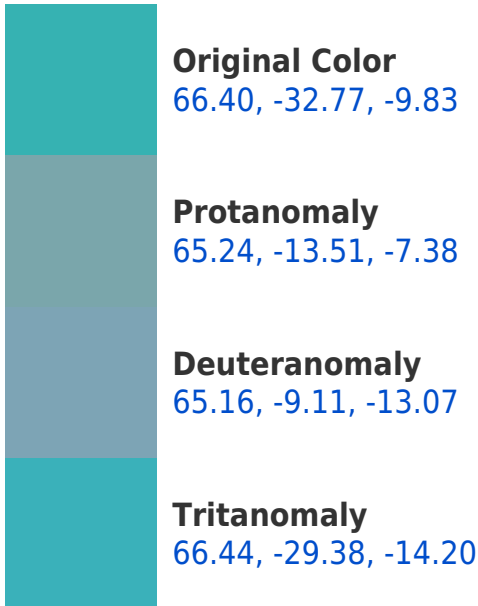 Original Color
66.40, -32.77, -9.83
Protanomaly
65.24, -13.51, -7.38
Deuteranomaly
65.16, -9.11, -13.07
Tritanomaly
66.44, -29.38, -14.20